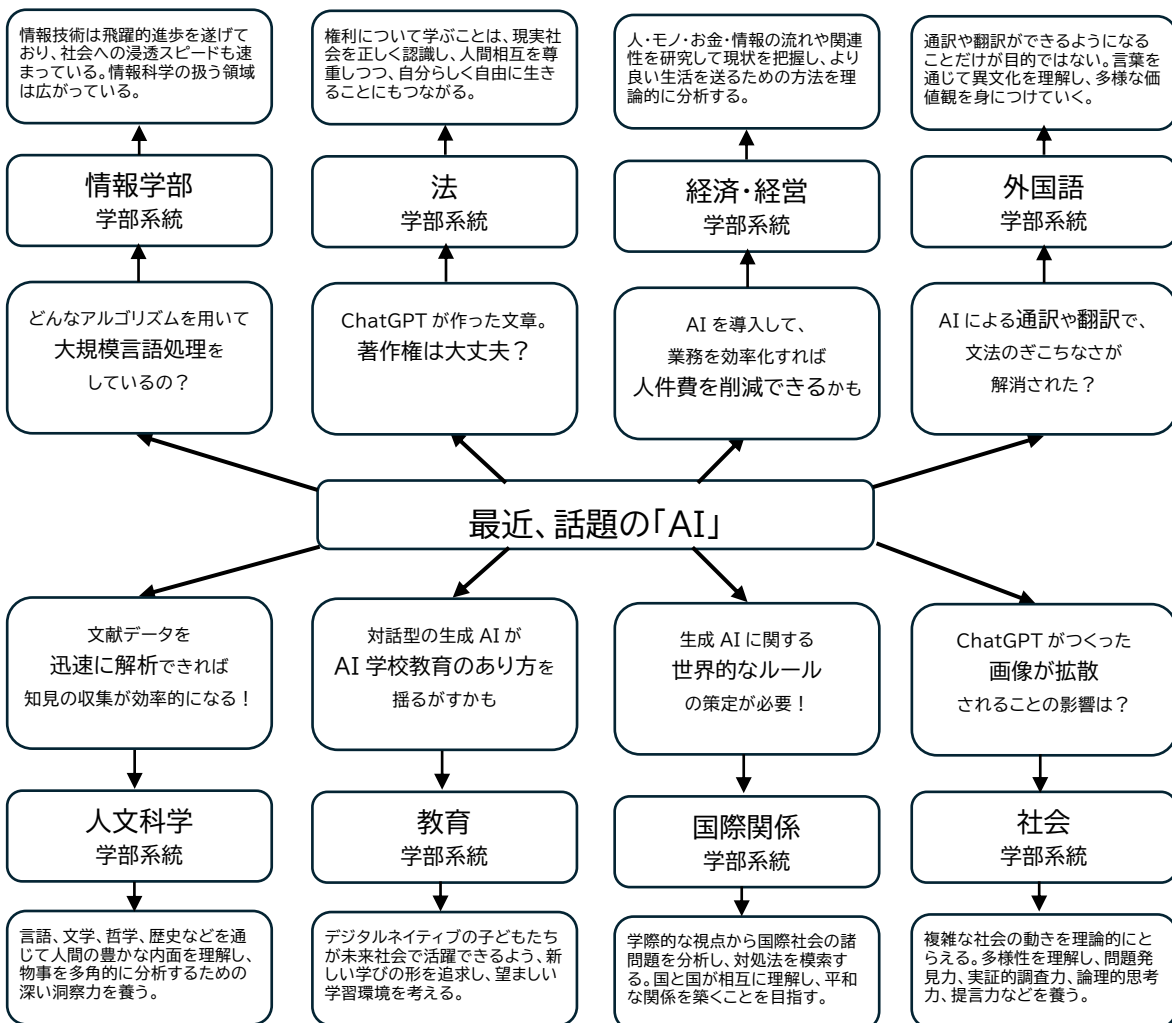 情報技術は飛躍的進歩を遂げて
おり、社会への浸透スピードも速
まっている。情報科学の扱う領域
は広がっている。
権利について学ぶことは、現実社
会を正しく認識し、人間相互を尊
重しつつ、自分らしく自由に生き
ることにもつながる。
人・モノ・お金・情報の流れや関連
性を研究して現状を把握し、より
良い生活を送るための方法を理
論的に分析する。
通訳や翻訳ができるようになる
ことだけが目的ではない。言葉を
通じて異文化を理解し、多様な価
値観を身につけていく。
情報学部
学部系統
法
学部系統
経済・経営
学部系統
外国語
学部系統
どんなアルゴリズムを用いて
大規模言語処理を
しているの？
ChatGPTが作った文章。
著作権は大丈夫？
AIを導入して、
業務を効率化すれば
人件費を削減できるかも
AIによる通訳や翻訳で、
文法のぎこちなさが
解消された？
最近、話題の「AI」
文献データを
迅速に解析できれば
知見の収集が効率的になる！
対話型の生成AIが
AI学校教育のあり方を
揺るがすかも
生成AIに関する
世界的なルール
の策定が必要！
ChatGPTがつくった
画像が拡散
されることの影響は？
人文科学
学部系統
教育
学部系統
国際関係
学部系統
社会
学部系統
言語、文学、哲学、歴史などを通
じて人間の豊かな内面を理解し、
物事を多角的に分析するための
深い洞察力を養う。
デジタルネイティブの子どもたち
が未来社会で活躍できるよう、新
しい学びの形を追求し、望ましい
学習環境を考える。
学際的な視点から国際社会の諸
問題を分析し、対処法を模索す
る。国と国が相互に理解し、平和
な関係を築くことを目指す。
複雑な社会の動きを理論的にと
らえる。多様性を理解し、問題発
見力、実証的調査力、論理的思考
力、提言力などを養う。